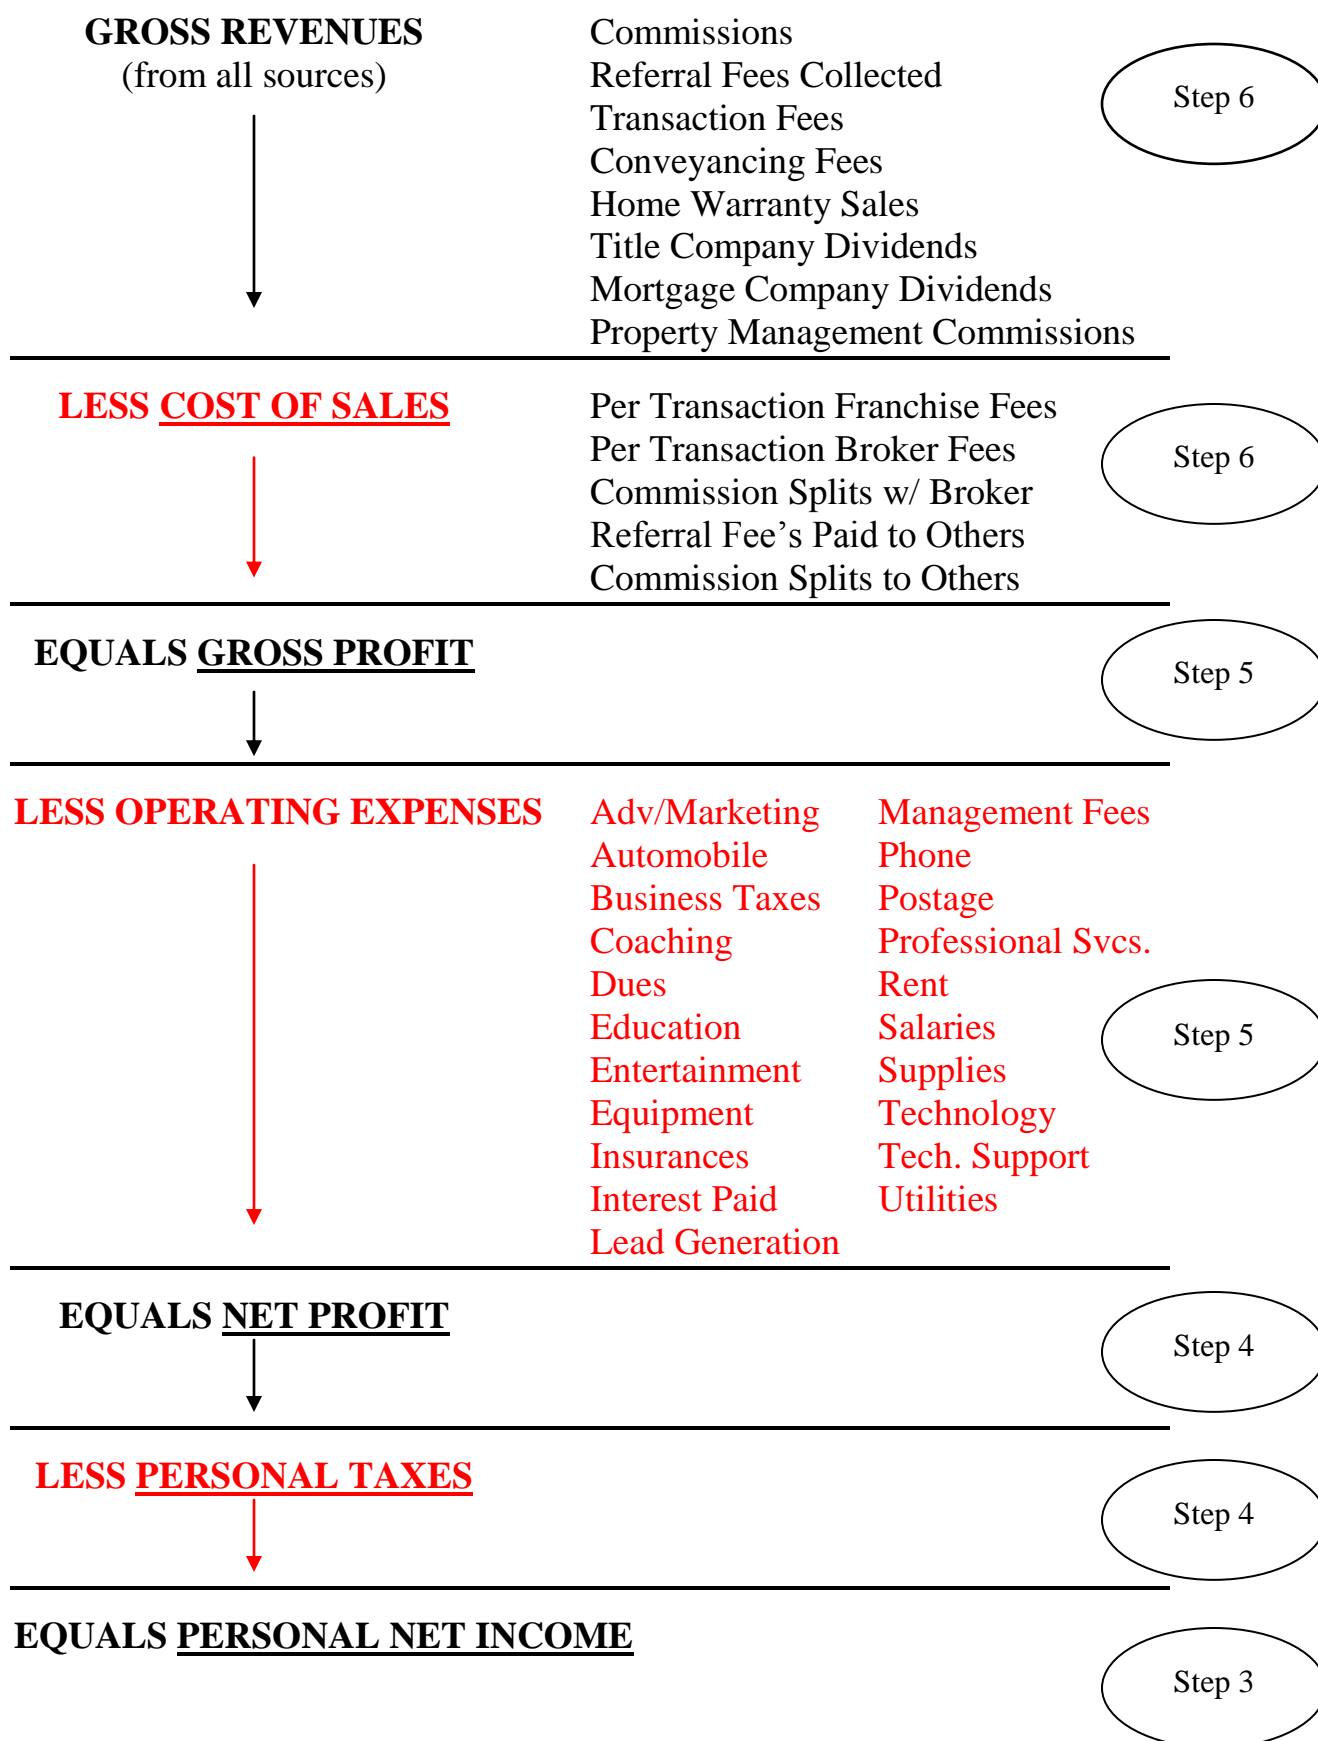 GROSS REVENUES
(from all sources)
Commissions
Referral Fees Collected
Transaction Fees
Conveyancing Fees
Home Warranty Sales
Title Company Dividends
Mortgage Company Dividends
Property Management Commissions
Step 6
LESS COST OF SALES
Per Transaction Franchise Fees
Per Transaction Broker Fees
Commission Splits w/ Broker
Referral Fee’s Paid to Others
Commission Splits to Others
Step 6
EQUALS GROSS PROFIT
Step 5
LESS OPERATING EXPENSES
Adv/Marketing
Automobile
Business Taxes
Coaching
Dues
Education
Entertainment
Equipment
Insurances
Interest Paid
Lead Generation
Management Fees
Phone
Postage
Professional Svcs.
Rent
Salaries
Supplies
Technology
Tech. Support
Utilities
Step 5
EQUALS NET PROFIT
Step 4
LESS PERSONAL TAXES
Step 4
EQUALS PERSONAL NET INCOME
Step 3